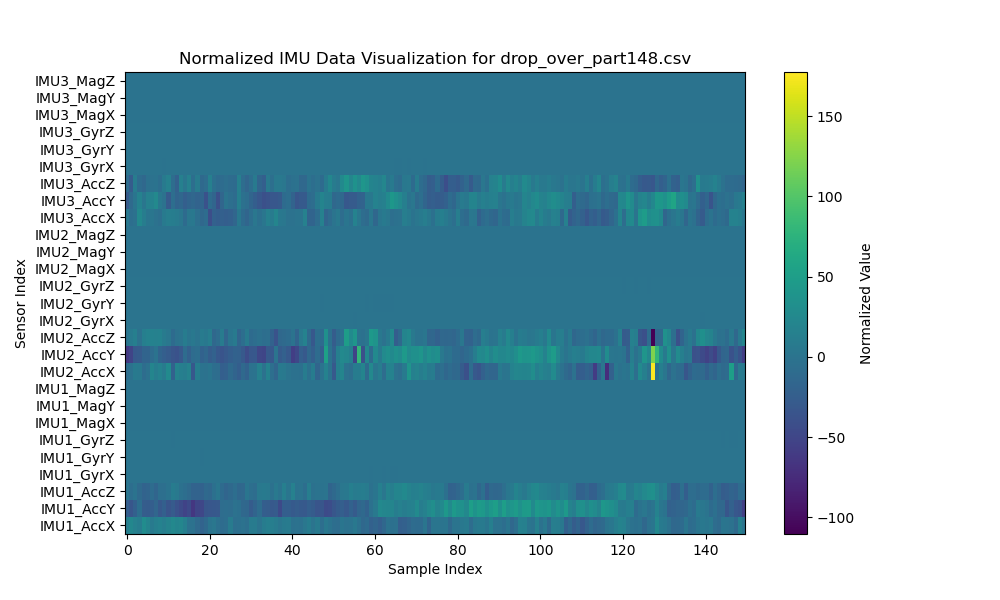 Normalized IMU Data Visualization for drop_over_part148.csv
IMU3_MagZ
IMU3_MagY
IMU3_MagX
IMU3_GyrZ
IMU3_GyrY
IMU3_GyrX
IMU3_AccZ
IMU3_AccY
IMU3_AccX
IMU2_MagZ
IMU2_MagY
IMU2_MagX
IMU2_GyrZ
IMU2_GyrY
IMU2_GyrX
IMU2_AccZ
IMU2_AccY
IMU2_AccX
IMU1_MagZ
IMU1_MagY
IMU1_MagX
IMU1_GyrZ
IMU1_GyrY
IMU1_GyrX
IMU1_AccZ
IMU1_AccY
IMU1_AccX
Sensor Index
0 20 40 60 80 100 120 140
Sample Index
150
100
50
0
−50
−100
Normalized Value